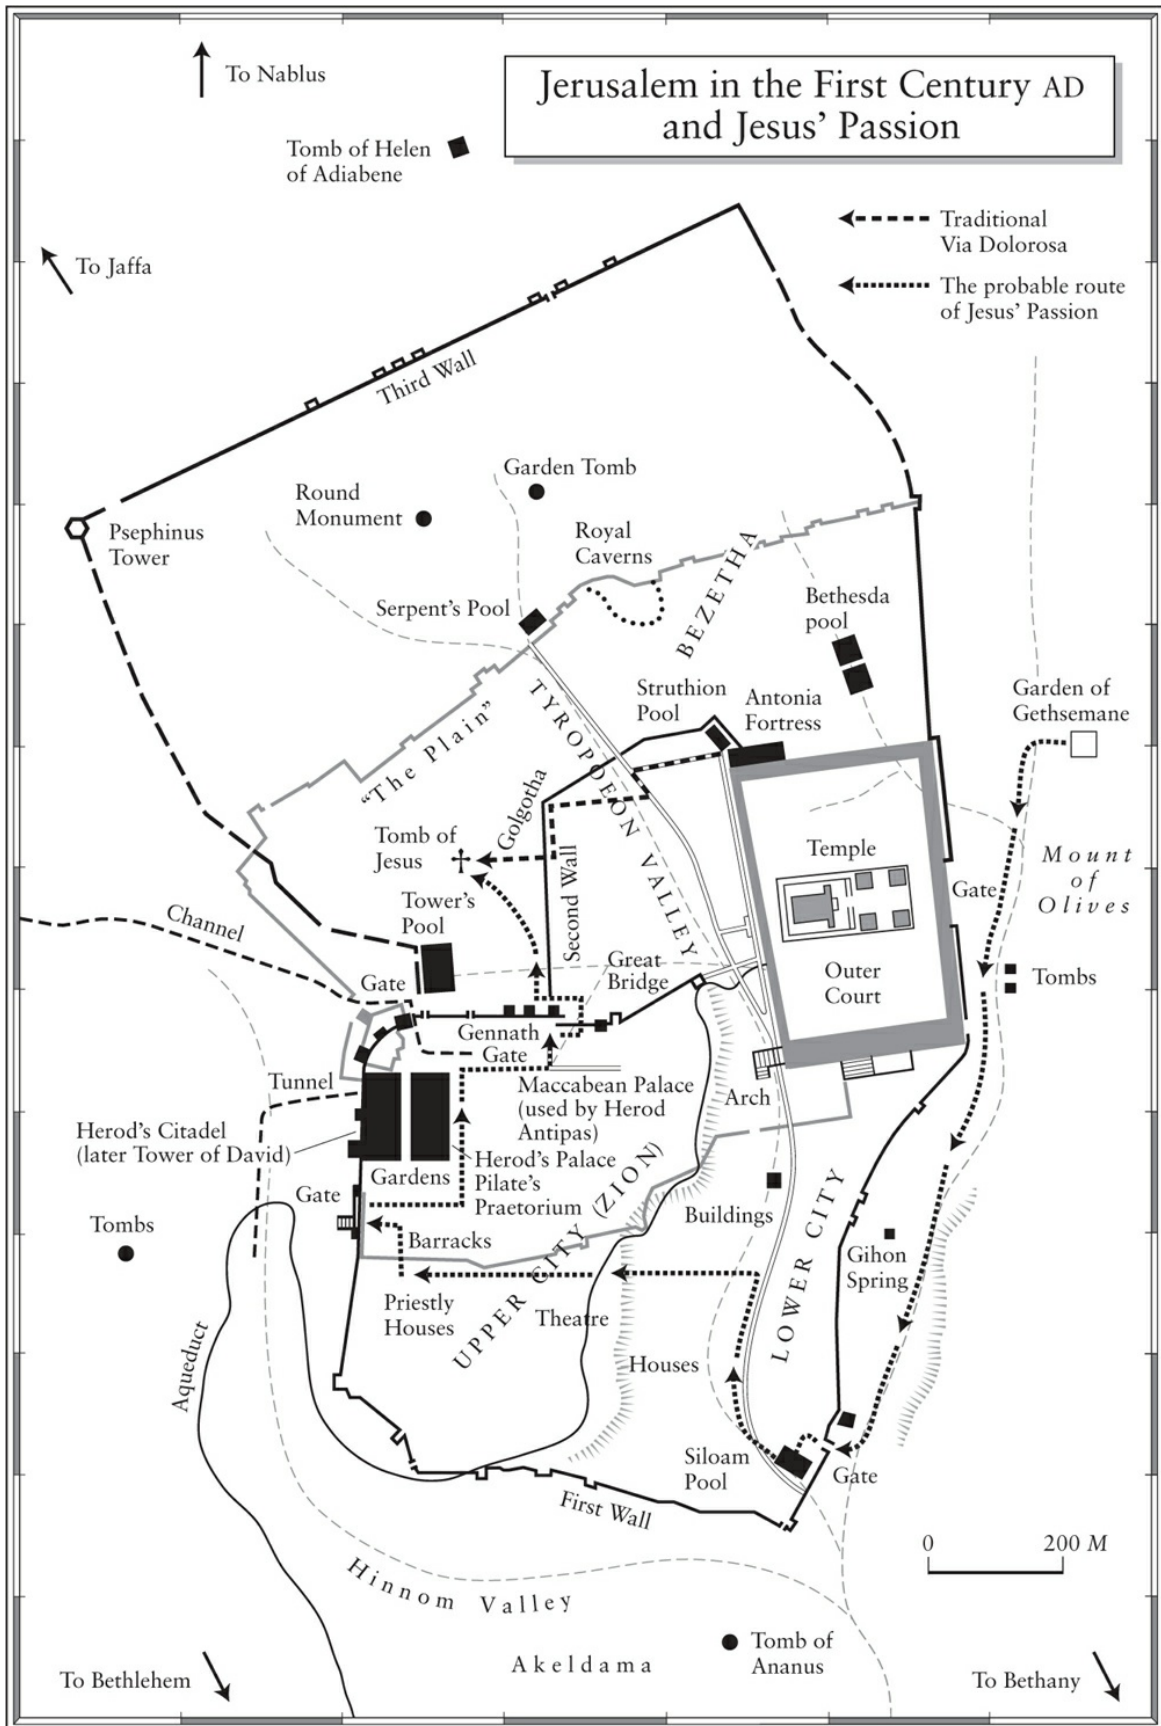 Jerusalem in the First Century AD
and Jesus’ Passion
To Nablus
Tomb of Helen
of Adiabene
Traditional
Via Dolorosa
To Jaffa
The probable route
of Jesus’ Passion
Third Wall
Garden Tomb
Round
Monument
Psephinus
Tower
Royal
Caverns
BEZETHA
Serpent’s Pool
Bethesda
pool
Struthion
Pool
Antonia
Fortress
Garden of
Gethsemane
“The Plain”
TYROPOEON VALLEY
Golgotha
Tomb of
Jesus
Second Wall
Temple
Mount
of
Olives
Gate
Tower’s
Pool
Channel
Great
Bridge
Outer
Court
Tombs
Gate
Gennath
Gate
Tunnel
Maccabean Palace
(used by Herod
Antipas)
Arch
Herod’s Citadel
(later Tower of David)
Gardens
Herod’s Palace
Pilate’s
Praetorium
Gate
Tombs
Barracks
UPPER CITY (ZION)
Buildings
LOWER CITY
Gihon
Spring
Priestly
Houses
Theatre
Aqueduct
Houses
Siloam
Pool
Gate
First Wall
0 200 M
Hinnom Valley
Akeldama
Tomb of
Ananus
To Bethlehem
To Bethany